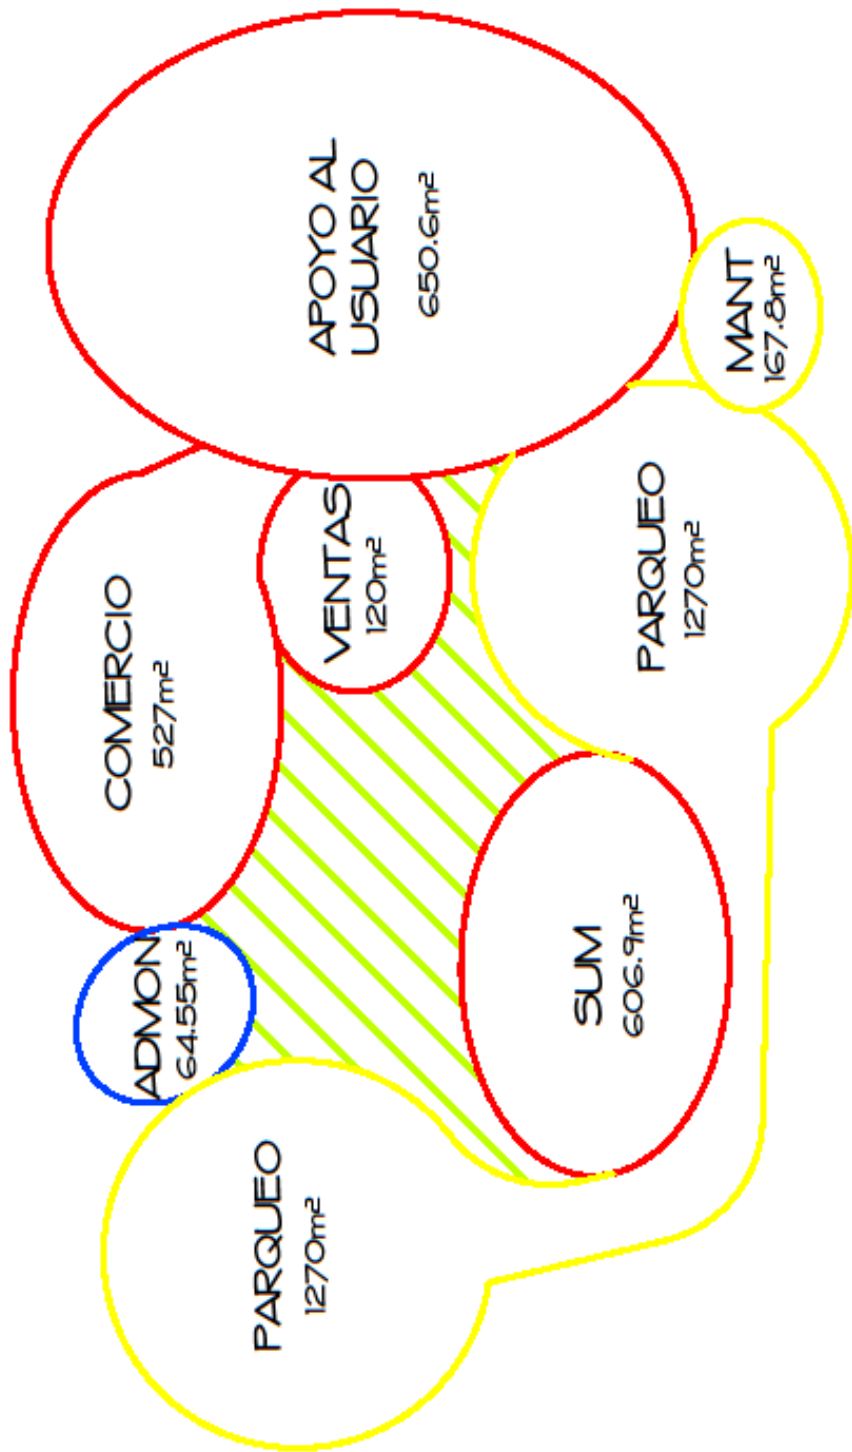 PARQUEO
1270m²
ADMON
64.55m²
COMERCIO
527m²
VENTAS
120m²
APOYO AL
USUARIO
650.6m²
SUM
606.9m²
PARQUEO
1270m²
MANT
167.8m²